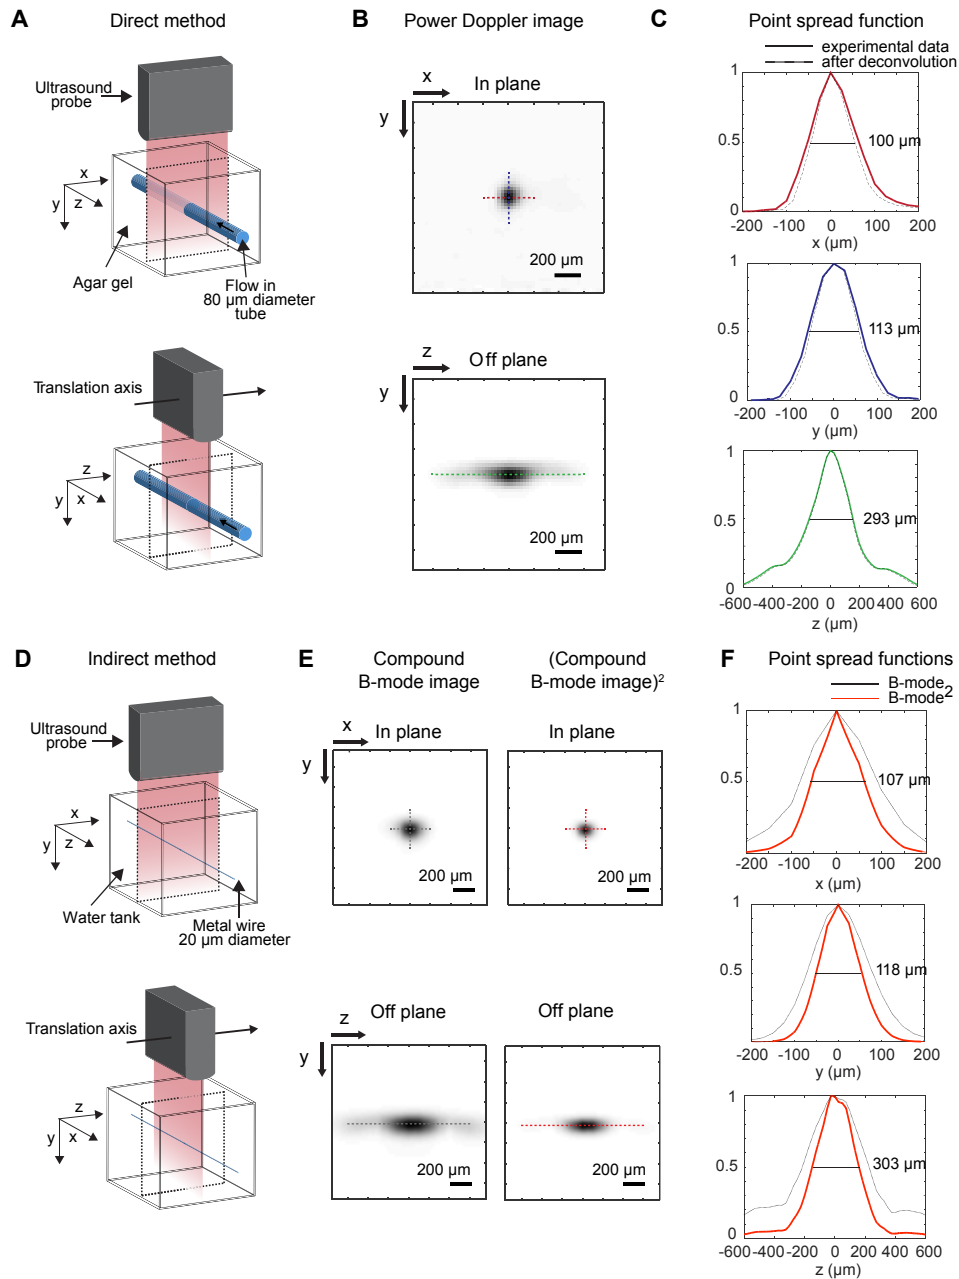 A
Direct method
Ultrasound
probe
x
z
y
Agar gel
Flow in
80 µm diameter
tube
Translation axis
z
x
y
B
Power Doppler image
x
y
In plane
200 µm
z
y
Off plane
200 µm
C
Point spread function
experimental data
after deconvolution
1
0.5
0
100 µm
-200 -100 0 100 200
x (µm)
1
0.5
0
113 µm
-200 -100 0 100 200
y (µm)
1
0.5
0
293 µm
-600 -400 -200 0 200 400 600
z (µm)
D
Indirect method
Ultrasound
probe
x
z
y
Water tank
Metal wire
20 µm diameter
Translation axis
z
x
y
E
Compound
B-mode image
(Compound
B-mode image)²
x
y
In plane
In plane
200 µm
200 µm
z
y
Off plane
Off plane
200 µm
200 µm
F
Point spread functions
B-mode
B-mode²
1
0.5
0
107 µm
-200 -100 0 100 200
x (µm)
1
0.5
0
118 µm
-200 -100 0 100 200
y (µm)
1
0.5
0
303 µm
-600 -400 -200 0 200 400 600
z (µm)